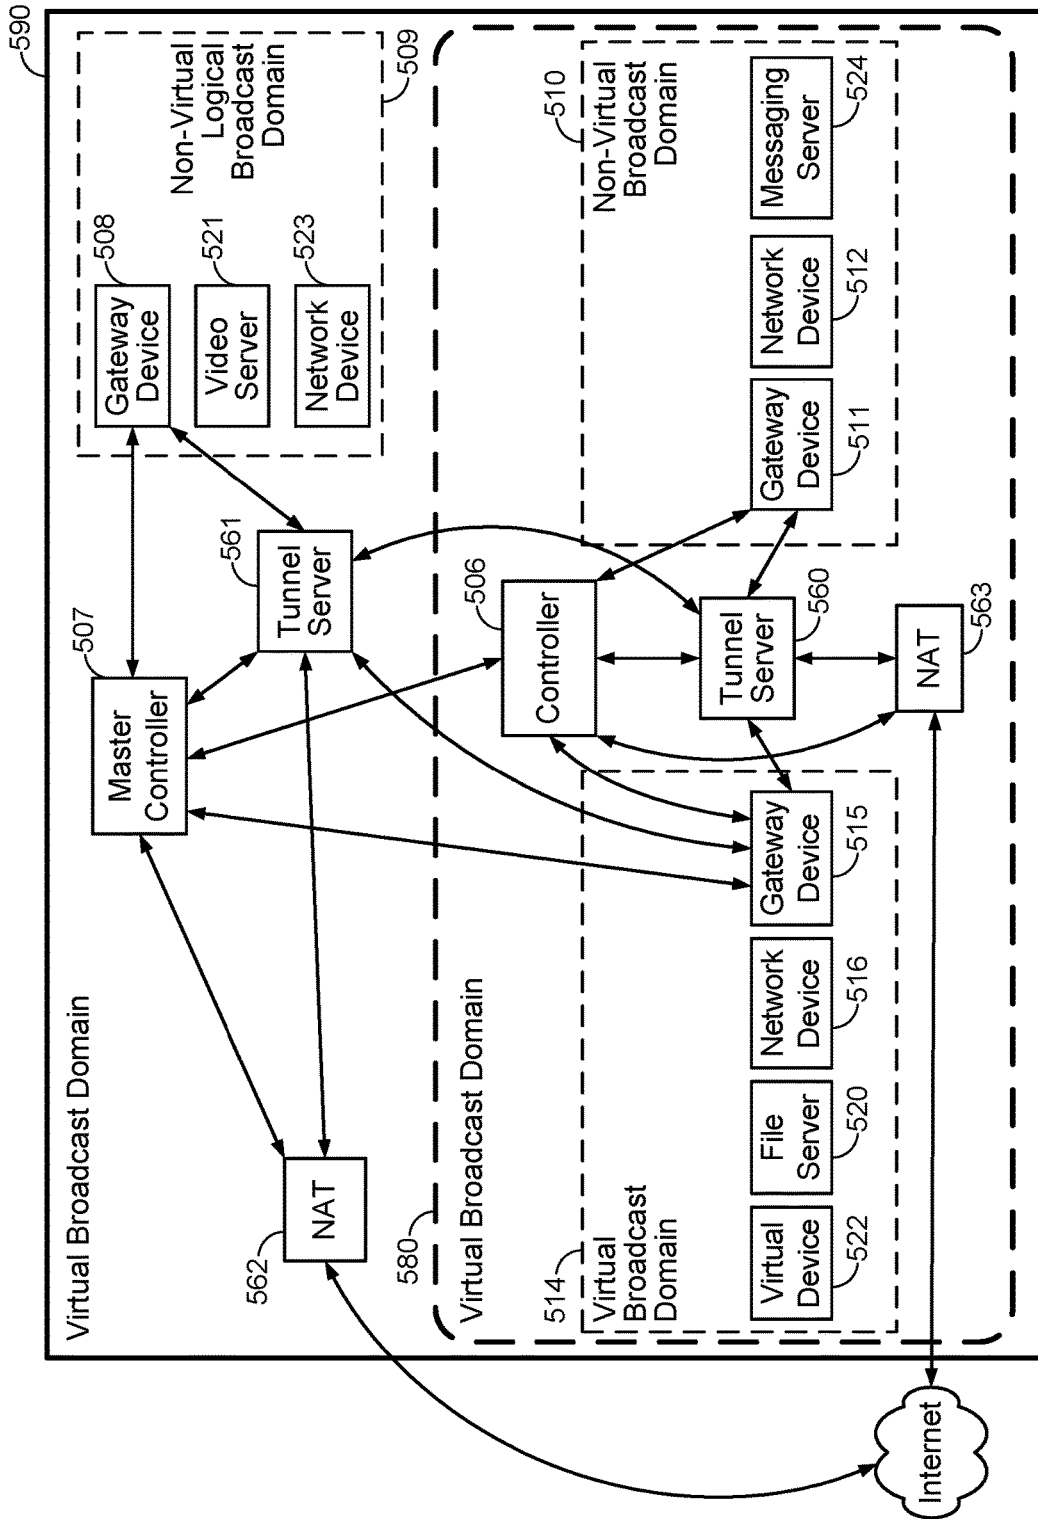 590
Virtual Broadcast Domain
507
Master
Controller
561
Tunnel
Server
508
Gateway
Device
521
Video
Server
523
Network
Device
Non-Virtual
Logical
Broadcast
Domain
509
562
NAT
580
Virtual Broadcast Domain
506
Controller
510
Non-Virtual
Broadcast
Domain
514
Virtual
Broadcast
Domain
Virtual
Device
522
File
Server
520
Network
Device
516
Gateway
Device
515
Tunnel
Server
560
Gateway
Device
511
Network
Device
512
Messaging
Server
524
NAT
563
Internet